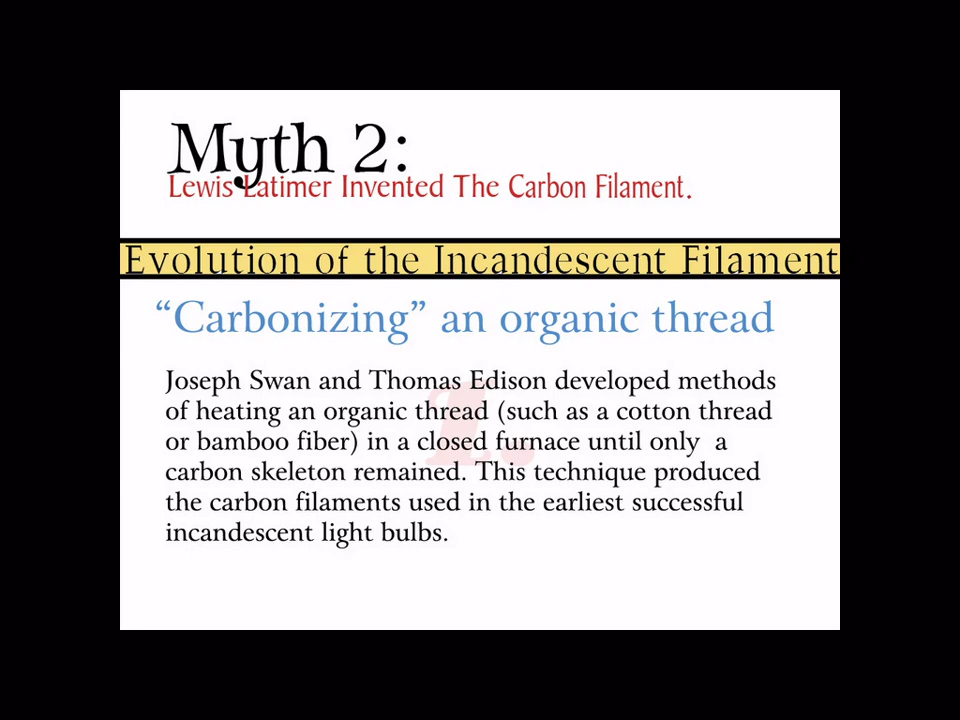 Myth 2:
Lewis Latimer Invented The Carbon Filament.
Evolution of the Incandescent Filament
“Carbonizing” an organic thread
Joseph Swan and Thomas Edison developed methods
of heating an organic thread (such as a cotton thread
or bamboo fiber) in a closed furnace until only a
carbon skeleton remained. This technique produced
the carbon filaments used in the earliest successful
incandescent light bulbs.
1.